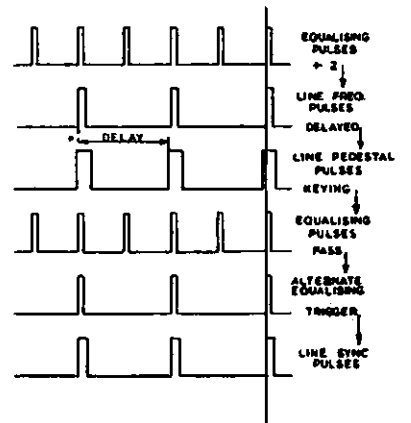 EQUALISING
PULSES
÷ 2
LINE FREQ.
PULSES
DELAYED
DELAY
LINE PEDESTAL
PULSES
KEYING
EQUALISING
PULSES
PASS
ALTERNATE
EQUALISING
TRIGGER
LINE SYNC
PULSES